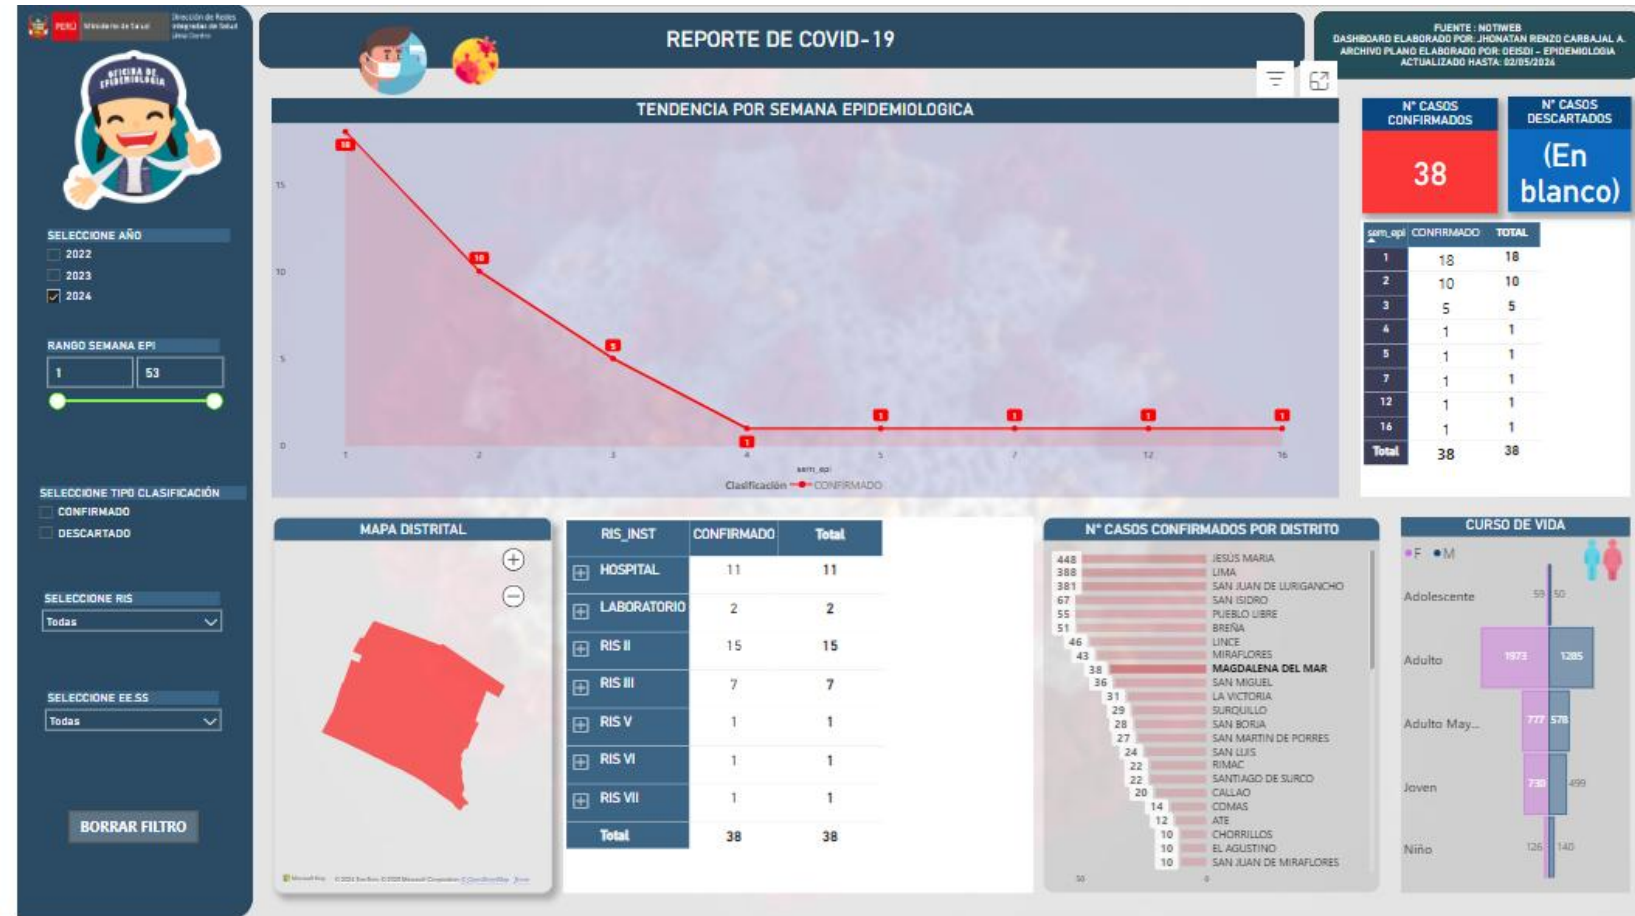 PERÚ
Ministerio de Salud
Dirección de Redes
Integradas de Salud
Lima Centro
OFICINA DE
EPIDEMIOLOGÍA
SELECCIONE AÑO
2022
2023
2024
RANGO SEMANA EPI
1 53
SELECCIONE TIPO CLASIFICACIÓN
CONFIRMADO
DESCARTADO
SELECCIONE RIS
Todas
SELECCIONE EE.SS
Todas
BORRAR FILTRO
REPORTE DE COVID-19
FUENTE : NOTIWEB
DASHBOARD ELABORADO POR: JHONATAN RENZO CARBAJAL A.
ARCHIVO PLANO ELABORADO POR: OEISDI - EPIDEMIOLOGIA
ACTUALIZADO HASTA: 02/05/2024
TENDENCIA POR SEMANA EPIDEMIOLOGICA
15
10
5
0
18
10
5
1
1
1
1
1
1 2 3 4 5 7 12 16
sem_epi
Clasificación CONFIRMADO
N° CASOS
CONFIRMADOS
38
N° CASOS
DESCARTADOS
(En
blanco)
sem_epi CONFIRMADO TOTAL
1 18 18
2 10 10
3 5 5
4 1 1
5 1 1
7 1 1
12 1 1
16 1 1
Total 38 38
MAPA DISTRITAL
RIS_INST CONFIRMADO Total
HOSPITAL 11 11
LABORATORIO 2 2
RIS II 15 15
RIS III 7 7
RIS V 1 1
RIS VI 1 1
RIS VII 1 1
Total 38 38
N° CASOS CONFIRMADOS POR DISTRITO
448 JESÚS MARIA
388 LIMA
381 SAN JUAN DE LURIGANCHO
67 SAN ISIDRO
55 PUEBLO LIBRE
51 BREÑA
46 LINCE
43 MIRAFLORES
38 MAGDALENA DEL MAR
36 SAN MIGUEL
31 LA VICTORIA
29 SURQUILLO
28 SAN BORJA
27 SAN MARTIN DE PORRES
24 SAN LUIS
22 RIMAC
22 SANTIAGO DE SURCO
20 CALLAO
14 COMAS
12 ATE
10 CHORRILLOS
10 EL AGUSTINO
10 SAN JUAN DE MIRAFLORES
50 0
CURSO DE VIDA
F M
Adolescente 59 50
Adulto 1973 1285
Adulto May... 777 578
Joven 730 499
Niño 126 140